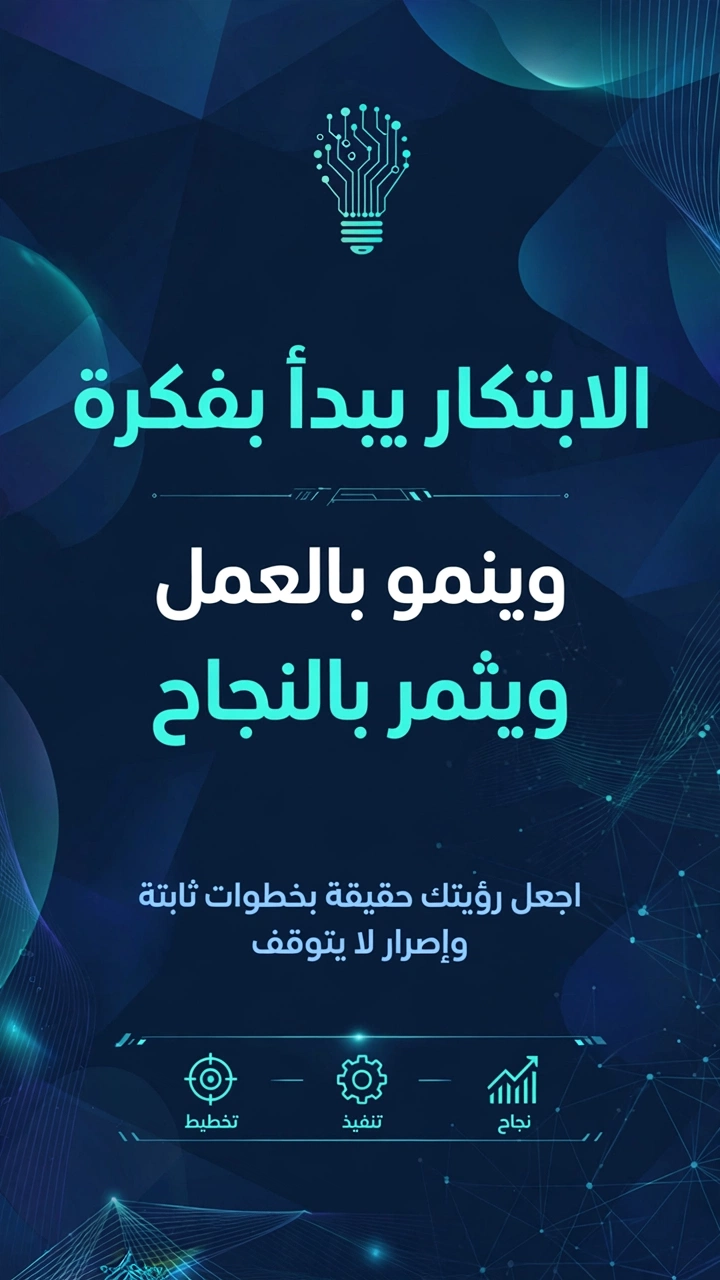 الابتكار يبدأ بفكرة
وينمو بالعمل
ويثمر بالنجاح
اجعل رؤيتك حقيقة بخطوات ثابتة
وإصرار لا يتوقف
نجاح
تنفيذ
تخطيط